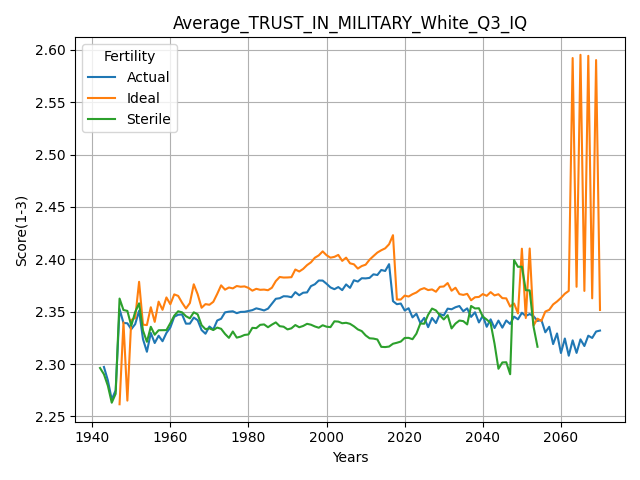 Average_TRUST_IN_MILITARY_White_Q3_IQ
Fertility
Actual
Ideal
Sterile
Score(1-3)
2.60
2.55
2.50
2.45
2.40
2.35
2.30
2.25
1940 1960 1980 2000 2020 2040 2060
Years